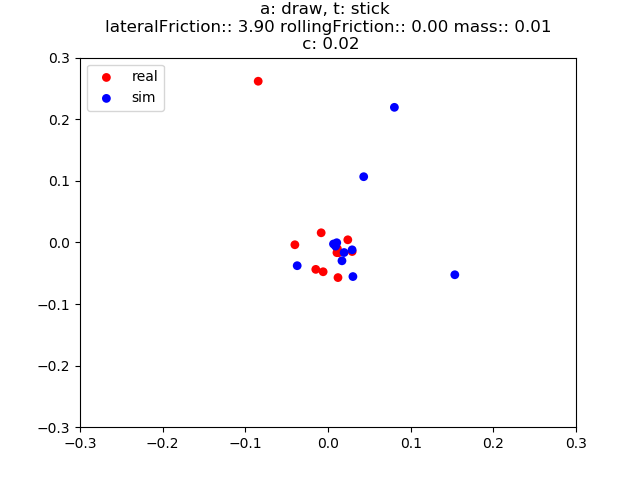 a: draw, t: stick
lateralFriction:: 3.90 rollingFriction:: 0.00 mass:: 0.01
c: 0.02
real
sim
0.3
0.2
0.1
0.0
−0.1
−0.2
−0.3
−0.3 −0.2 −0.1 0.0 0.1 0.2 0.3